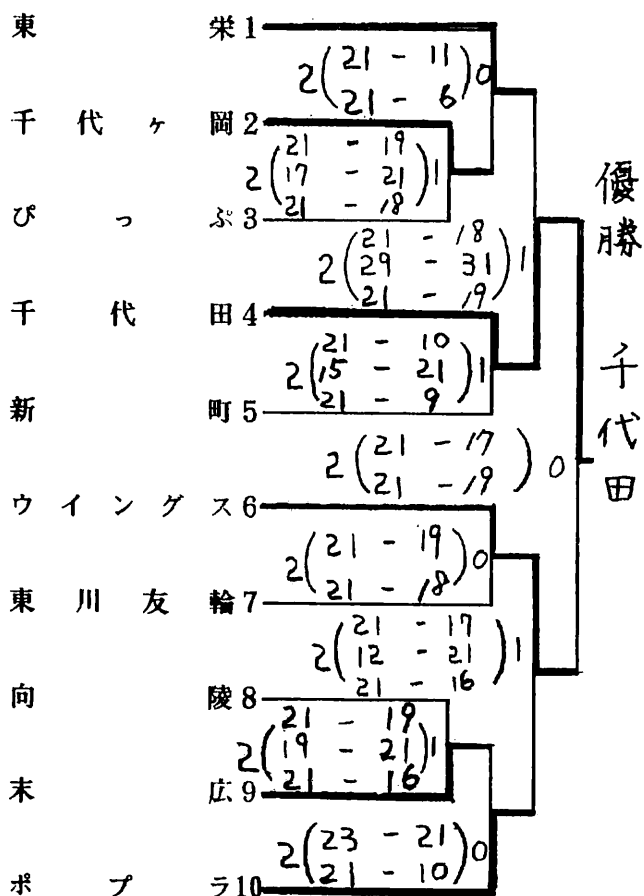 東栄 1
2(21 - 11)0
21 - 6
千代ヶ岡 2
21 - 19
2(17 - 21)1
21 - 18
ぴっぷ 3
21 - 18
2(29 - 31)1
21 - 19
千代田 4
21 - 10
2(15 - 21)1
21 - 9
新町 5
2(21 - 17)0
21 - 19
ウイングス 6
2(21 - 19)0
21 - 18
東川友輪 7
21 - 17
2(12 - 21)1
21 - 16
向陵 8
21 - 19
2(19 - 21)1
21 - 16
末広 9
2(23 - 21)0
21 - 10
ポプラ 10
優勝 千代田